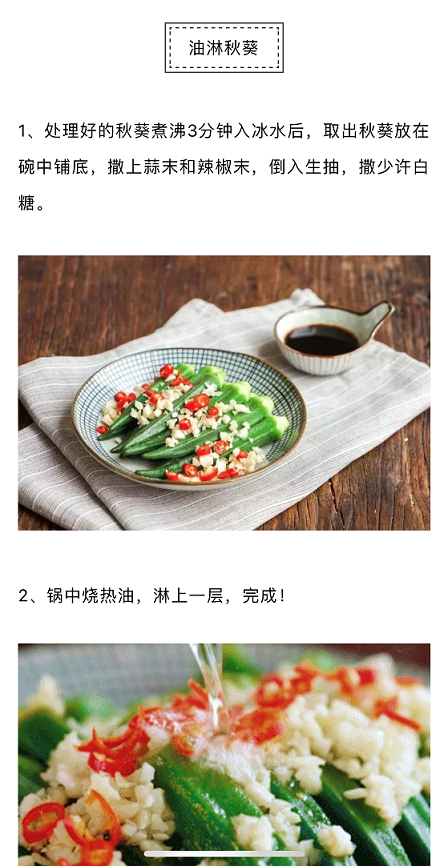 油淋秋葵
1、处理好的秋葵煮沸3分钟入冰水后，取出秋葵放在
碗中铺底，撒上蒜末和辣椒末，倒入生抽，撒少许白
糖。
2、锅中烧热油，淋上一层，完成！